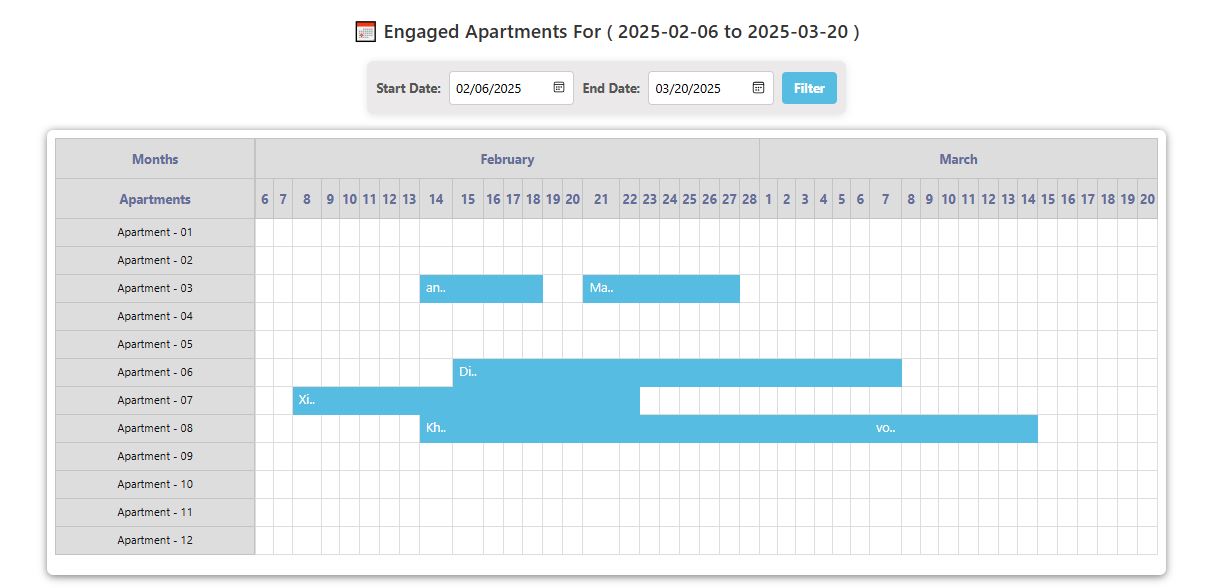 Engaged Apartments For ( 2025-02-06 to 2025-03-20 )
Start Date: 02/06/2025 End Date: 03/20/2025 Filter
Months February March
Apartments 6 7 8 9 10 11 12 13 14 15 16 17 18 19 20 21 22 23 24 25 26 27 28 1 2 3 4 5 6 7 8 9 10 11 12 13 14 15 16 17 18 19 20
Apartment - 01
Apartment - 02
Apartment - 03 an.. Ma..
Apartment - 04
Apartment - 05
Apartment - 06 Di..
Apartment - 07 Xi..
Apartment - 08 Kh.. vo..
Apartment - 09
Apartment - 10
Apartment - 11
Apartment - 12